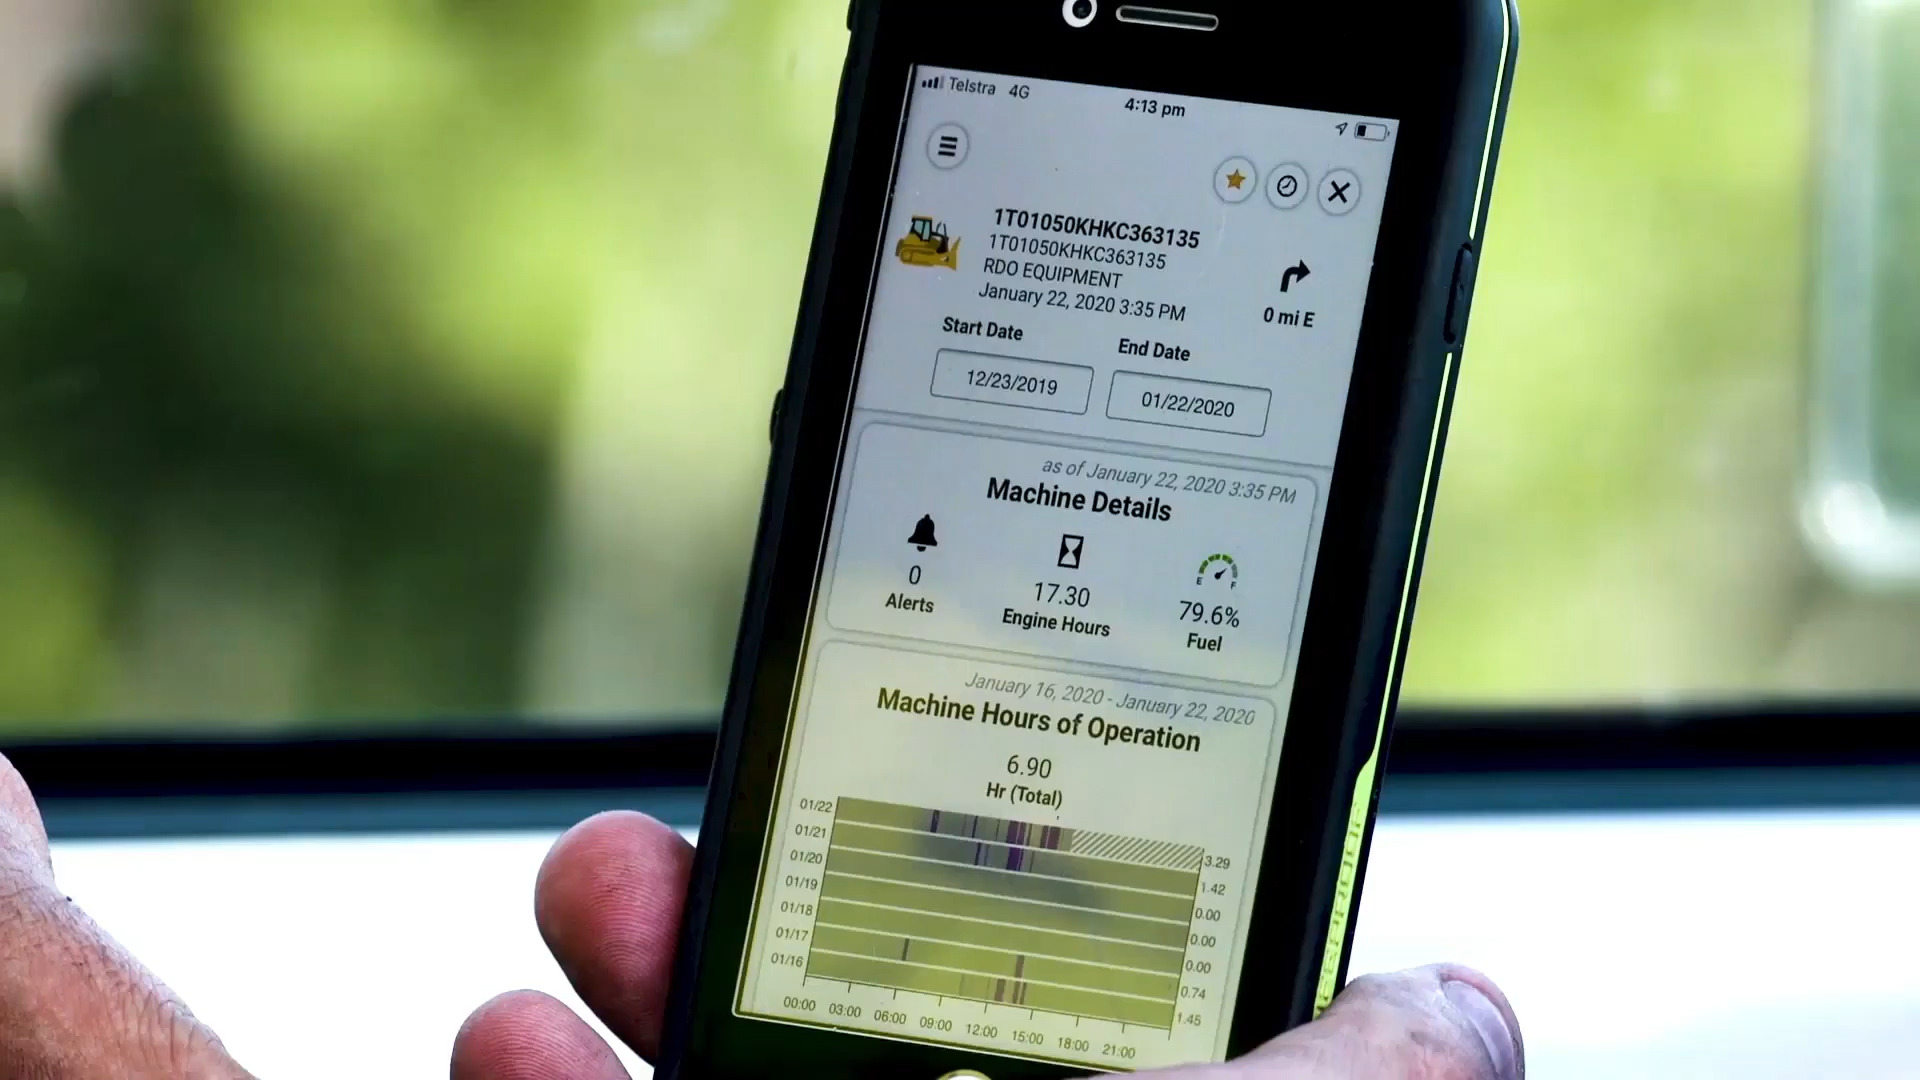 Telstra 4G
4:13 pm
1T01050KHKC363135
1T01050KHKC363135
RDO EQUIPMENT
January 22, 2020 3:35 PM
0 mi E
Start Date
End Date
12/23/2019
01/22/2020
as of January 22, 2020 3:35 PM
Machine Details
E F
0
17.30
79.6%
Alerts
Engine Hours
Fuel
January 16, 2020 - January 22, 2020
Machine Hours of Operation
6.90
Hr (Total)
01/22 3.29
01/21 1.42
01/20 0.00
01/19 0.00
01/18 0.00
01/17 0.74
01/16 1.45
00:00 03:00 06:00 09:00 12:00 15:00 18:00 21:00